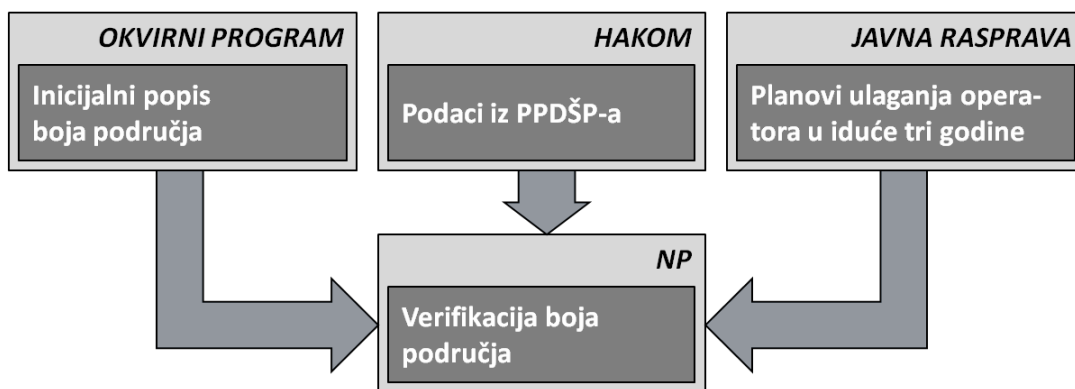 OKVIRNI PROGRAM
Inicijalni popis
boja područja
HAKOM
Podaci iz PPDŠP-a
JAVNA RASPRAVA
Planovi ulaganja opera-
tora u iduće tri godine
NP
Verifikacija boja
područja